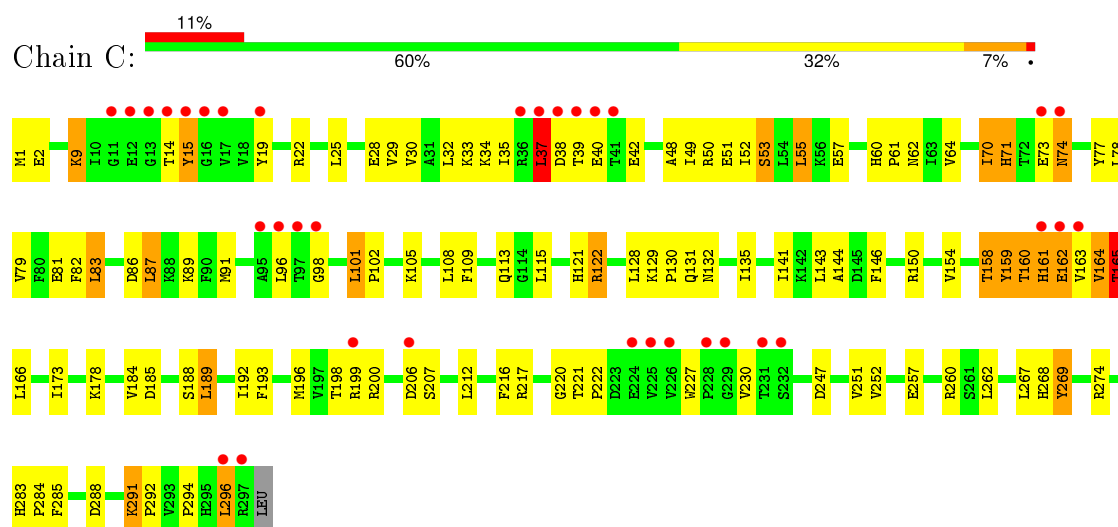 11%
Chain C:
60% 32% 7% •
M1 E2 K9 I10 G11 E12 G13 T14 Y15 G16 V17 V18 Y19 R22 L25 E28 V29 V30 A31 L32 K33 K34 I35 R36 L37 D38 T39 E40 T41 E42 A48 I49 R50 E51 I52 S53 L54 L55 K56 E57 H60 P61 N62 I63 V64 I70 H71 T72 E73 N74 Y77 L78
V79 F80 E81 F82 L83 D86 L87 K88 K89 F90 M91 A95 L96 T97 G98 L101 P102 K105 L108 F109 Q113 G114 L115 H121 R122 L128 K129 P130 Q131 N132 I135 I141 K142 L143 A144 D145 F146 R150 V154 T158 Y159 T160 H161 E162 V163 V164 T165
L166 I173 K178 V184 D185 S188 L189 I192 F193 M196 V197 T198 R199 R200 D206 S207 L212 F216 R217 G220 T221 P222 D223 E224 V225 V226 W227 P228 G229 V230 T231 S232 D247 V251 V252 E257 R260 S261 L262 L267 H268 Y269 R274
H283 P284 F285 D288 K291 P292 V293 P294 H295 L296 R297 LEU